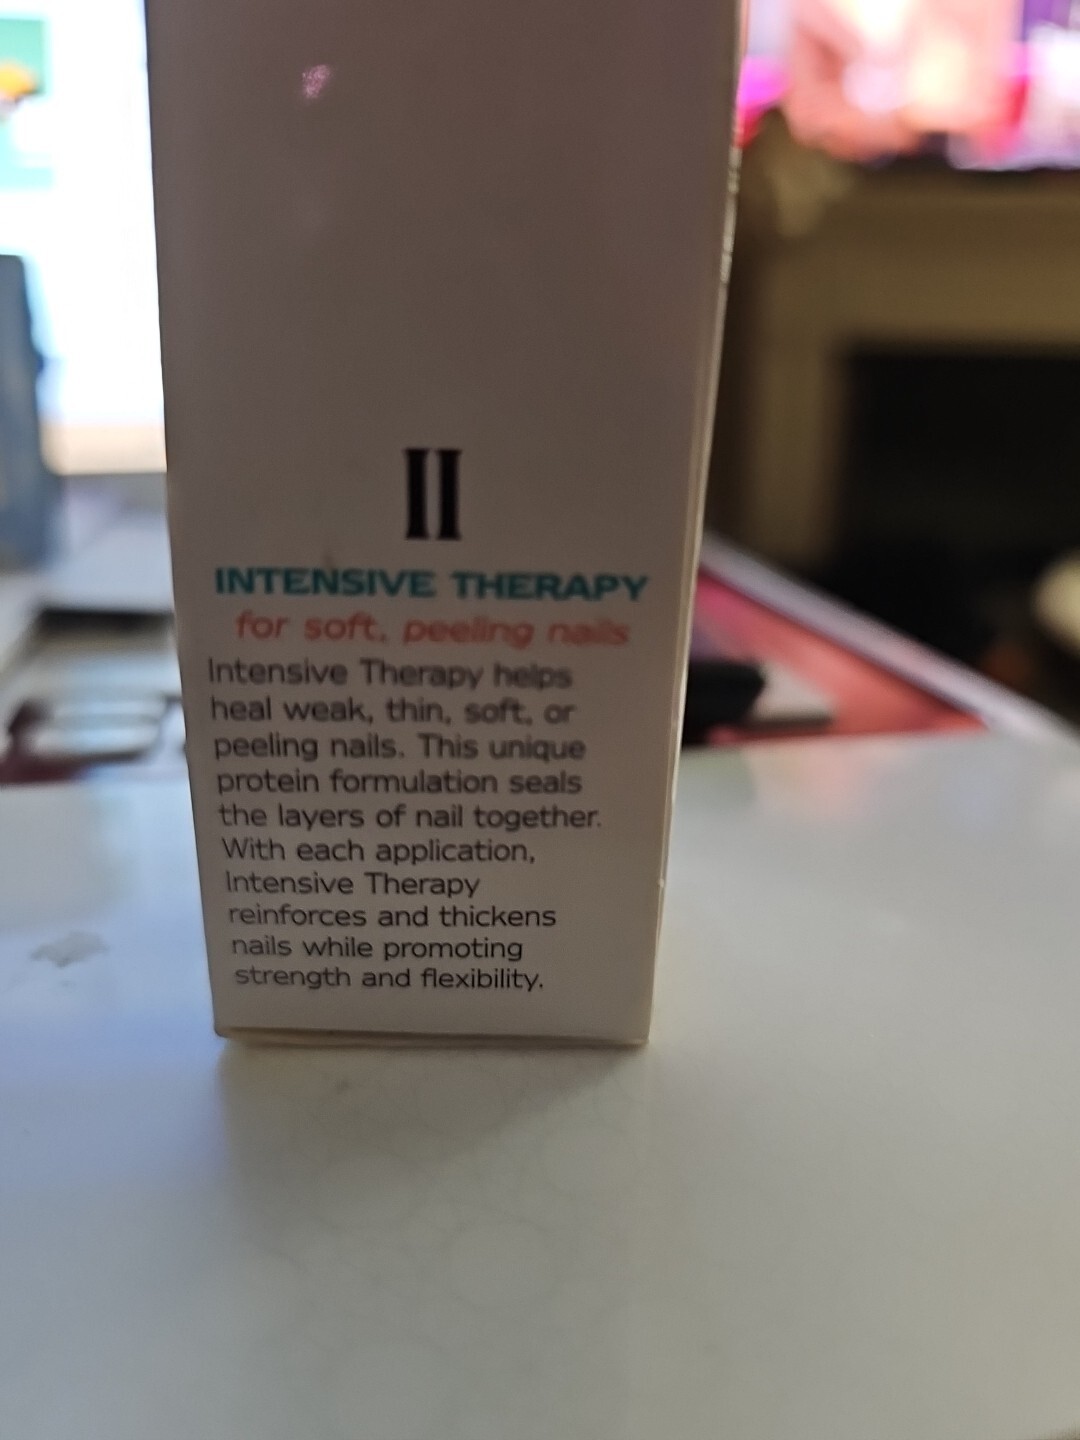 II
INTENSIVE THERAPY
for soft, peeling nails
Intensive Therapy helps
heal weak, thin, soft, or
peeling nails. This unique
protein formulation seals
the layers of nail together.
With each application,
Intensive Therapy
reinforces and thickens
nails while promoting
strength and flexibility.